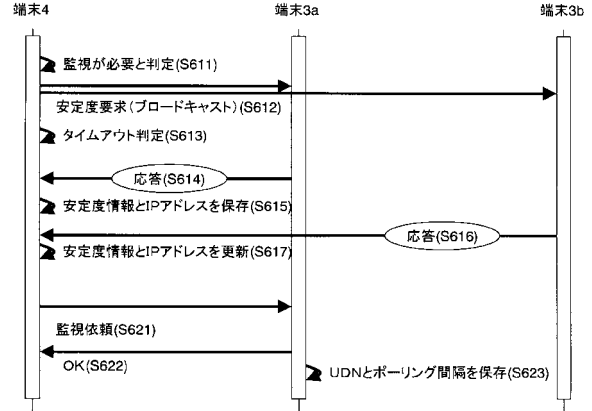 端末4
端末3a
端末3b
監視が必要と判定(S611)
安定度要求(ブロードキャスト)(S612)
タイムアウト判定(S613)
応答(S614)
安定度情報とIPアドレスを保存(S615)
応答(S616)
安定度情報とIPアドレスを更新(S617)
監視依頼(S621)
OK(S622)
UDNとポーリング間隔を保存(S623)